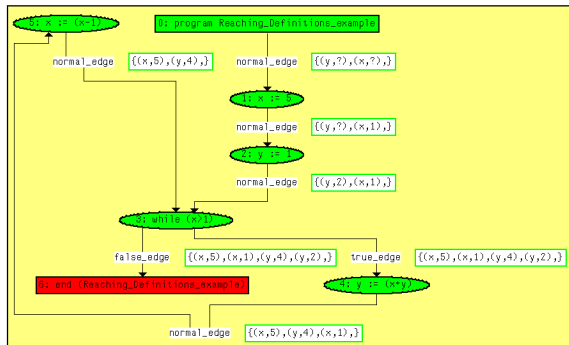 5: x := (x-1)
0: program Reaching_Definitions_example
normal_edge {(x,5),(y,4),}
normal_edge {(y,?),(x,?),}
1: x := 5
normal_edge {(y,?),(x,1),}
2: y := 1
normal_edge {(y,2),(x,1),}
3: while (x>1)
false_edge {(x,5),(x,1),(y,4),(y,2),}
true_edge {(x,5),(x,1),(y,4),(y,2),}
6: end (Reaching_Definitions_example)
4: y := (x*y)
normal_edge {(x,5),(y,4),(x,1),}